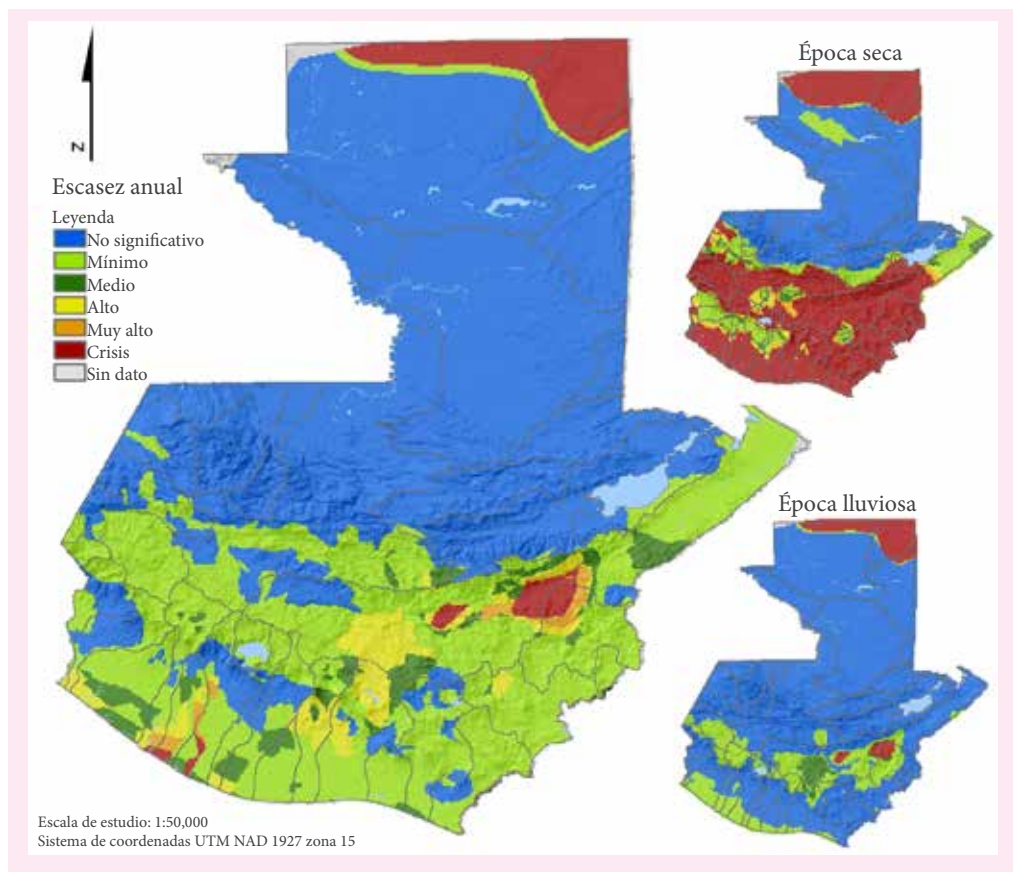 Época seca
Z
Escasez anual
Leyenda
No significativo
Mínimo
Medio
Alto
Muy alto
Crisis
Sin dato
Época lluviosa
Escala de estudio: 1:50,000
Sistema de coordenadas UTM NAD 1927 zona 15